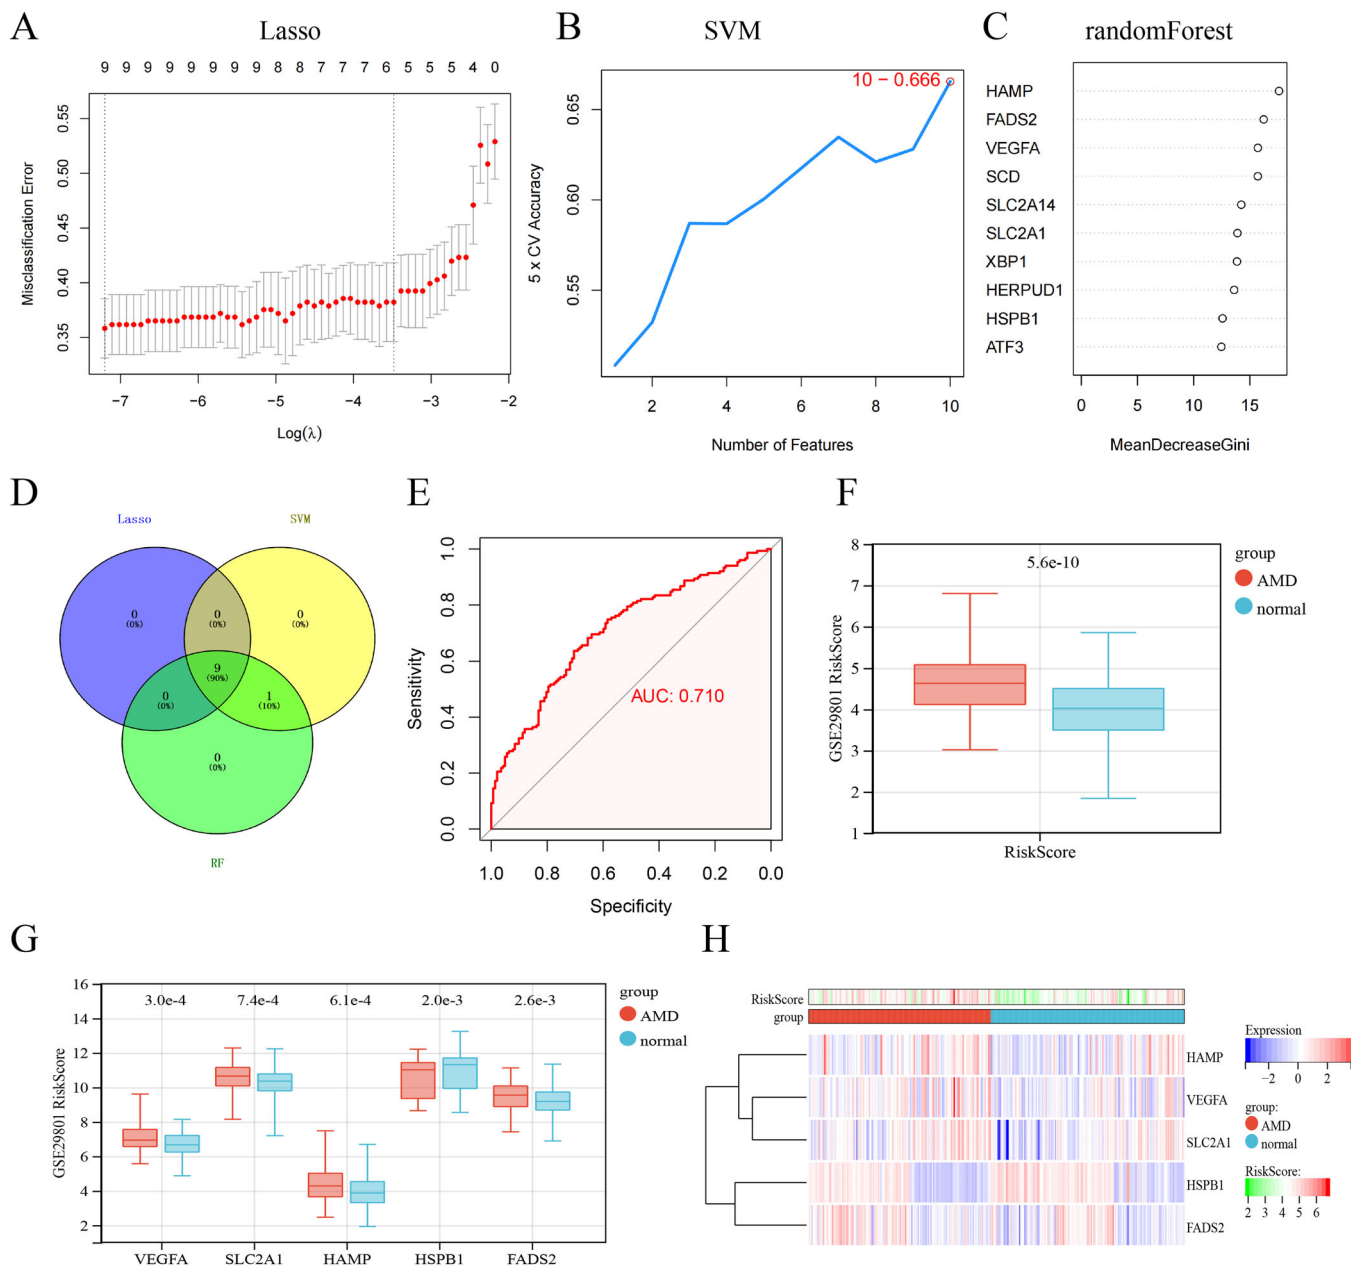 A
Lasso
9 9 9 9 9 9 9 9 9 8 8 7 7 7 6 5 5 5 4 0
Misclassification Error
0.55
0.50
0.45
0.40
0.35
−7 −6 −5 −4 −3 −2
Log(λ)
B
SVM
10 − 0.666
5 x CV Accuracy
0.65
0.60
0.55
2 4 6 8 10
Number of Features
C
randomForest
HAMP
FADS2
VEGFA
SCD
SLC2A14
SLC2A1
XBP1
HERPUD1
HSPB1
ATF3
0 5 10 15
MeanDecreaseGini
D
Lasso
SVM
0
(0%)
0
(0%)
0
(0%)
9
(90%)
0
(0%)
1
(10%)
0
(0%)
RF
E
Sensitivity
1.0
0.8
0.6
0.4
0.2
0.0
AUC: 0.710
1.0 0.8 0.6 0.4 0.2 0.0
Specificity
F
GSE29801 RiskScore
8
7
6
5
4
3
2
1
5.6e-10
RiskScore
group
AMD
normal
G
GSE29801 RiskScore
16
14
12
10
8
6
4
2
3.0e-4 7.4e-4 6.1e-4 2.0e-3 2.6e-3
VEGFA SLC2A1 HAMP HSPB1 FADS2
group
AMD
normal
H
RiskScore
group
HAMP
VEGFA
SLC2A1
HSPB1
FADS2
Expression
−2 0 2
group:
AMD
normal
RiskScore:
2 3 4 5 6